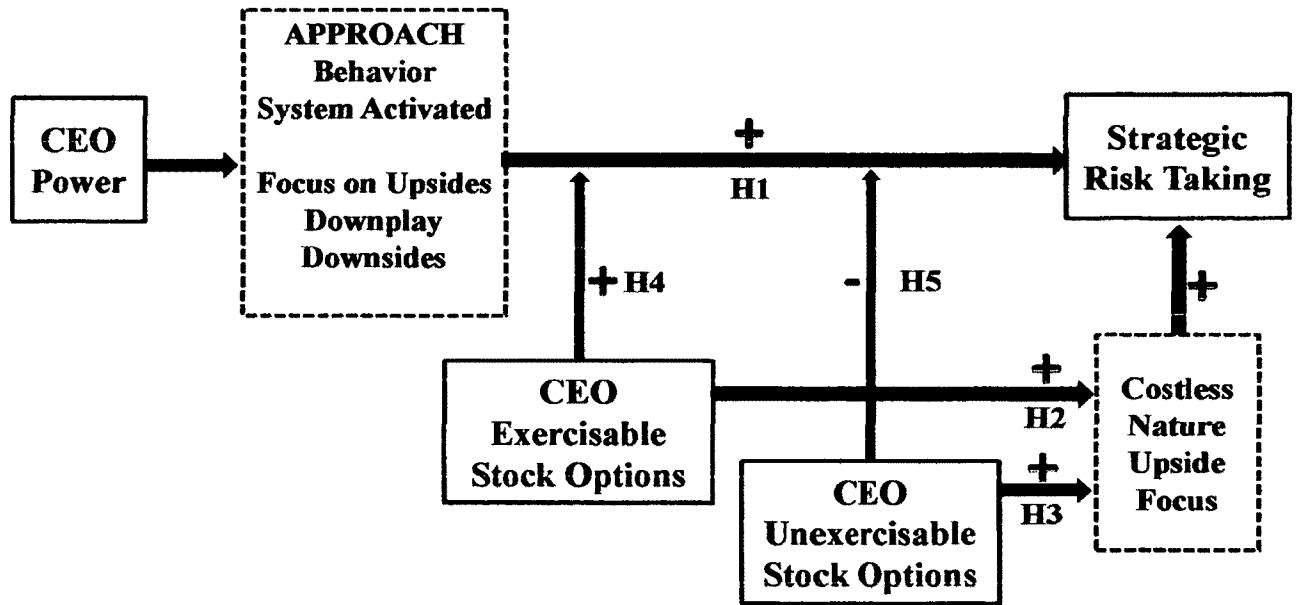 CEO
Power
APPROACH
Behavior
System Activated
Focus on Upsides
Downplay
Downsides
+
H1
Strategic
Risk Taking
+ H4
- H5
+
CEO
Exercisable
Stock Options
+
H2
CEO
Unexercisable
Stock Options
+
H3
Costless
Nature
Upside
Focus